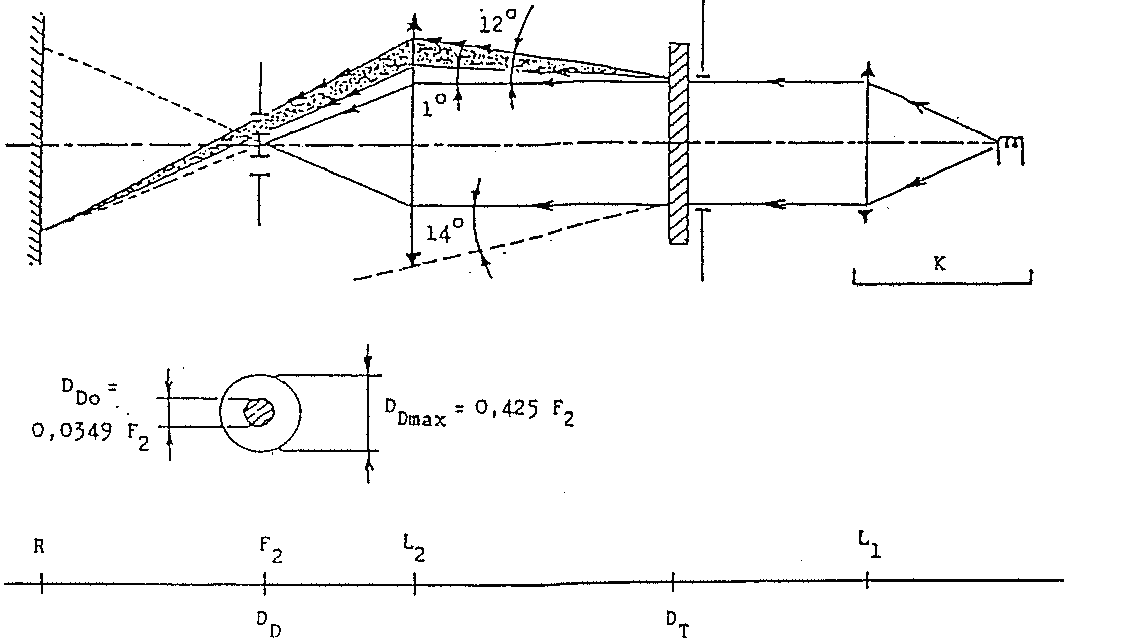 12°
1°
14°
K
D_Do =
0,0349 F_2
D_Dmax = 0,425 F_2
R F_2 L_2 L_1
D_D D_T